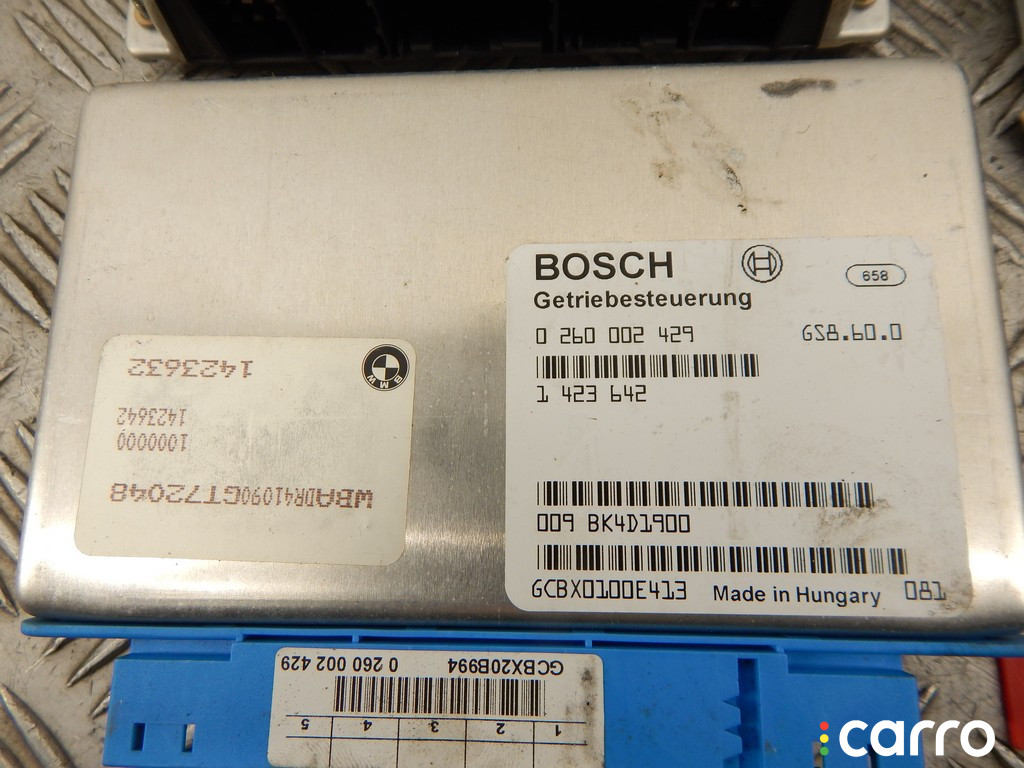 BOSCH
658
Getriebesteuerung
0 260 002 429 GS8.60.0
1 423 642
009 BK4D1900
GCBX0100E413 Made in Hungary 081
BMW
1423632
1423642
1000000
WBADR41090GT72048
GCBX20B994 0 260 002 429
1 2 3 4 5
carro